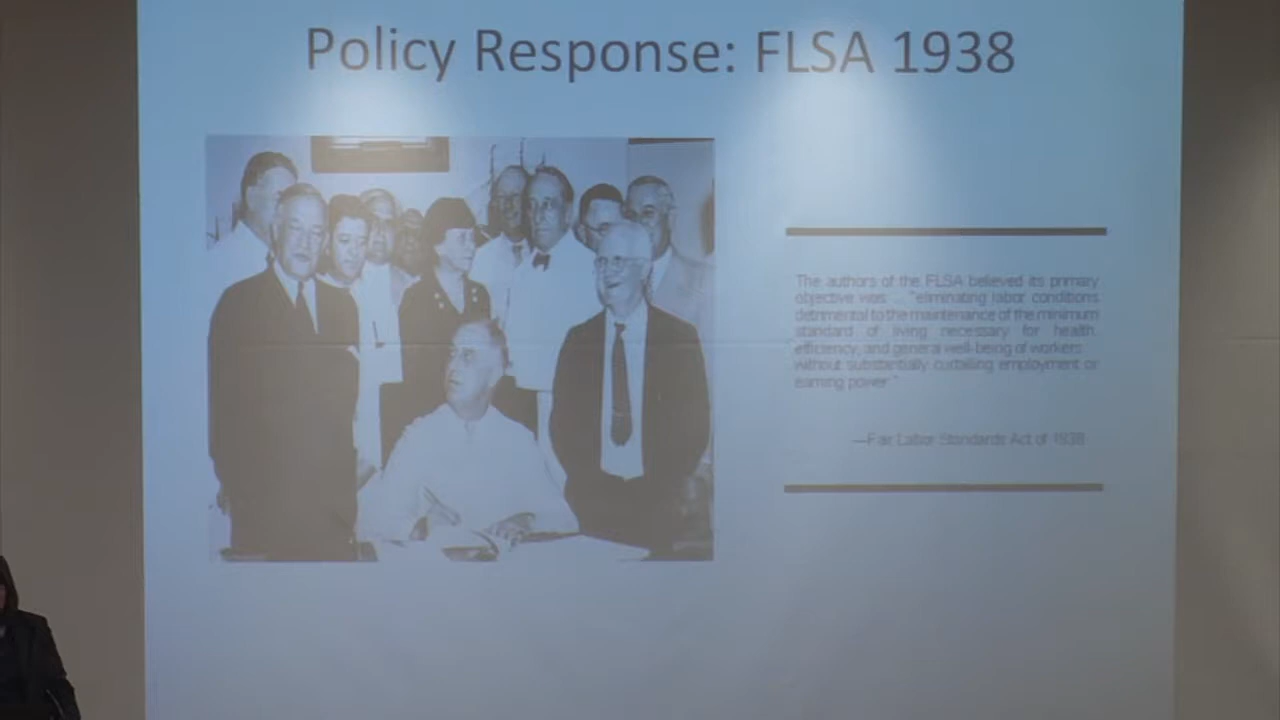 Policy Response: FLSA 1938
The authors of the FLSA believed its primary
objective was: "eliminating labor conditions
detrimental to the maintenance of the minimum
standard of living necessary for health,
efficiency, and general well-being of workers
without substantially curtailing employment or
earning power"
—Fair Labor Standards Act of 1938